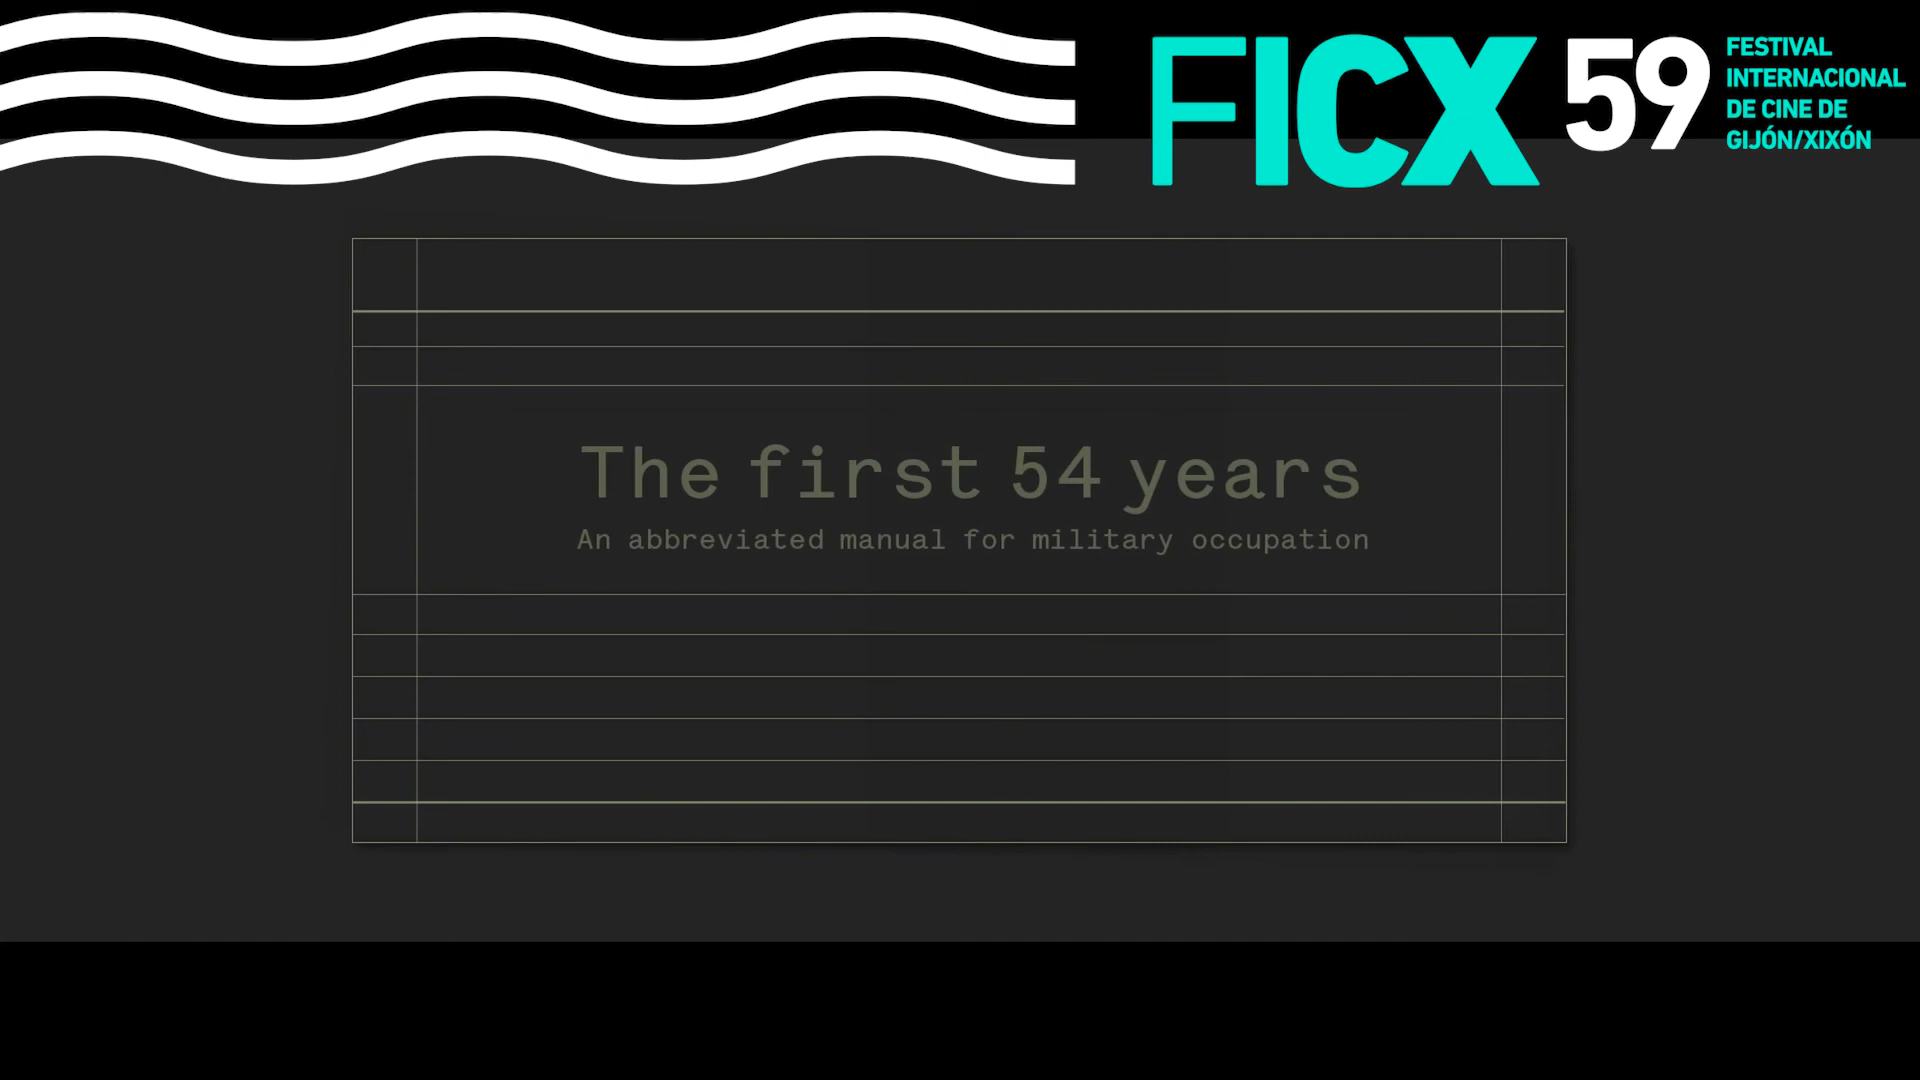 FICX 59
FESTIVAL
INTERNACIONAL
DE CINE DE
GIJÓN/XIXÓN
The first 54 years
An abbreviated manual for military occupation